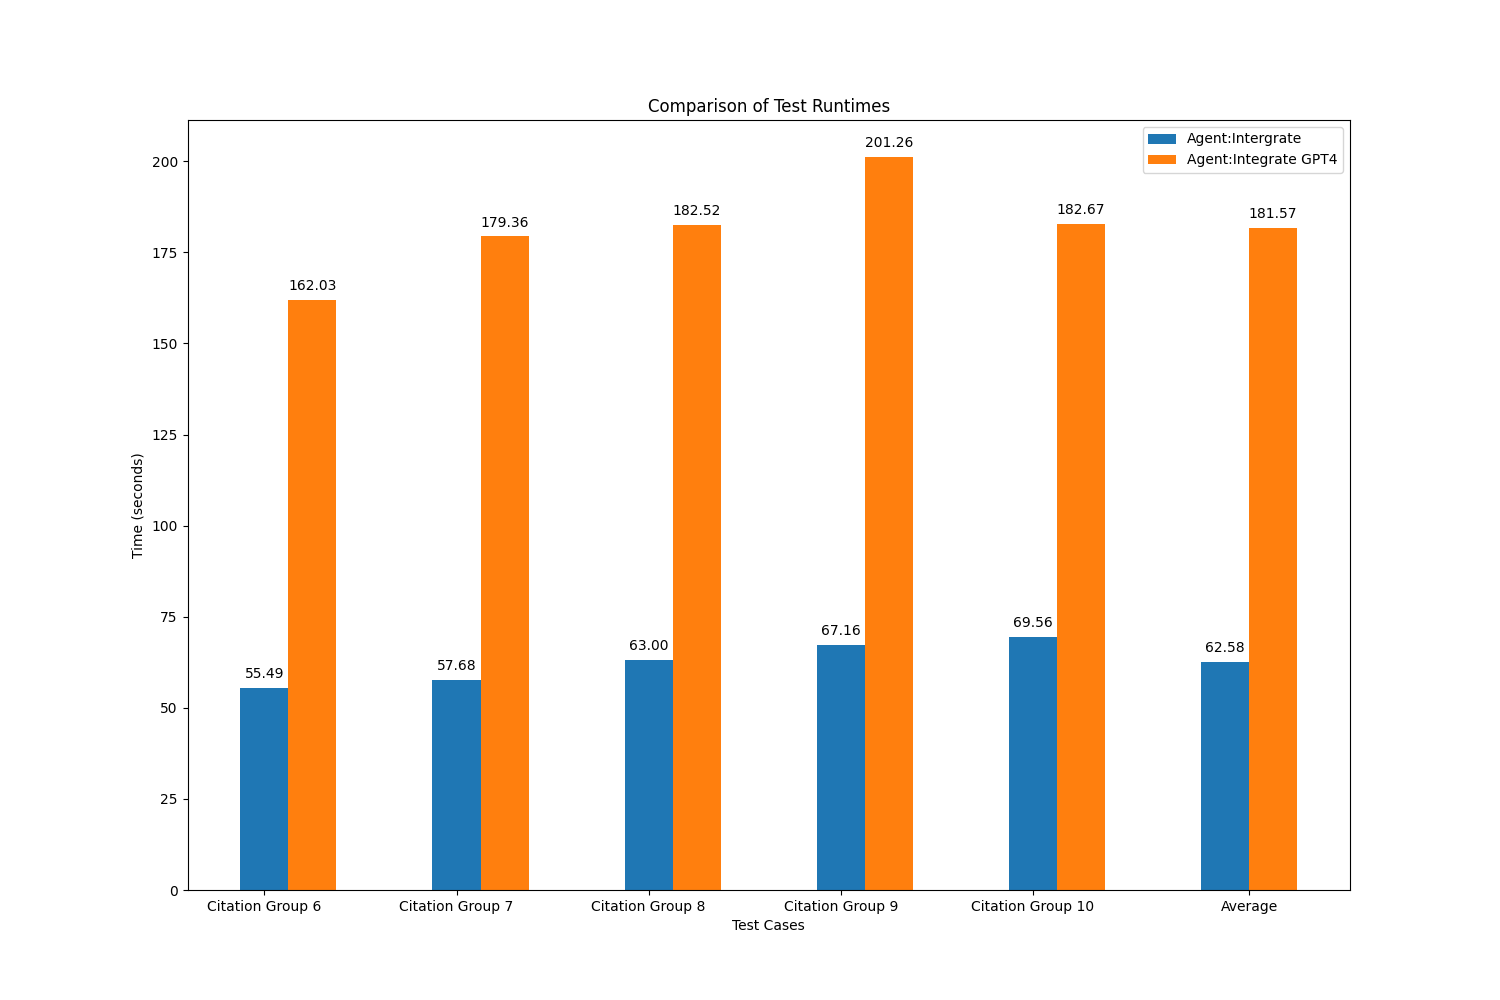 Comparison of Test Runtimes
Agent:Intergrate
Agent:Integrate GPT4
200
175
150
125
100
75
50
25
0
Time (seconds)
55.49
162.03
57.68
179.36
63.00
182.52
67.16
201.26
69.56
182.67
62.58
181.57
Citation Group 6
Citation Group 7
Citation Group 8
Citation Group 9
Citation Group 10
Average
Test Cases